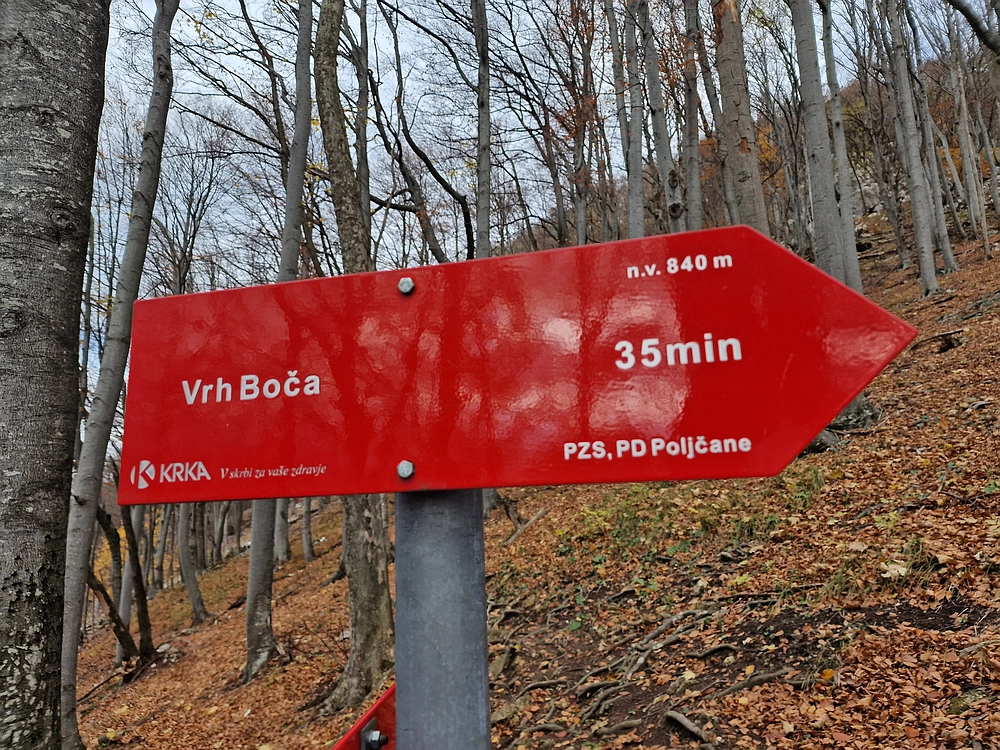 n.v. 840 m
35min
Vrh Boča
PZS, PD Poljčane
KRKA V skrbi za vaše zdravje